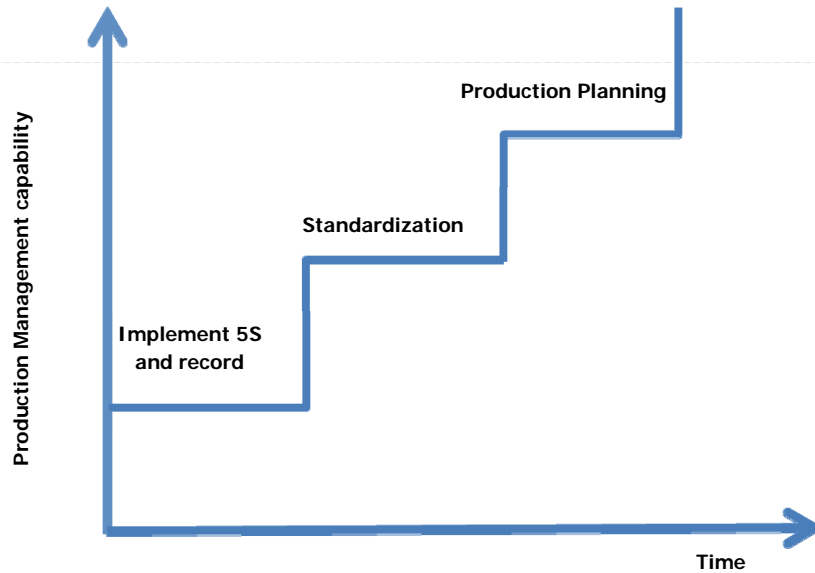 Production Planning
Production Management capability
Standardization
Implement 5S
and record
Time